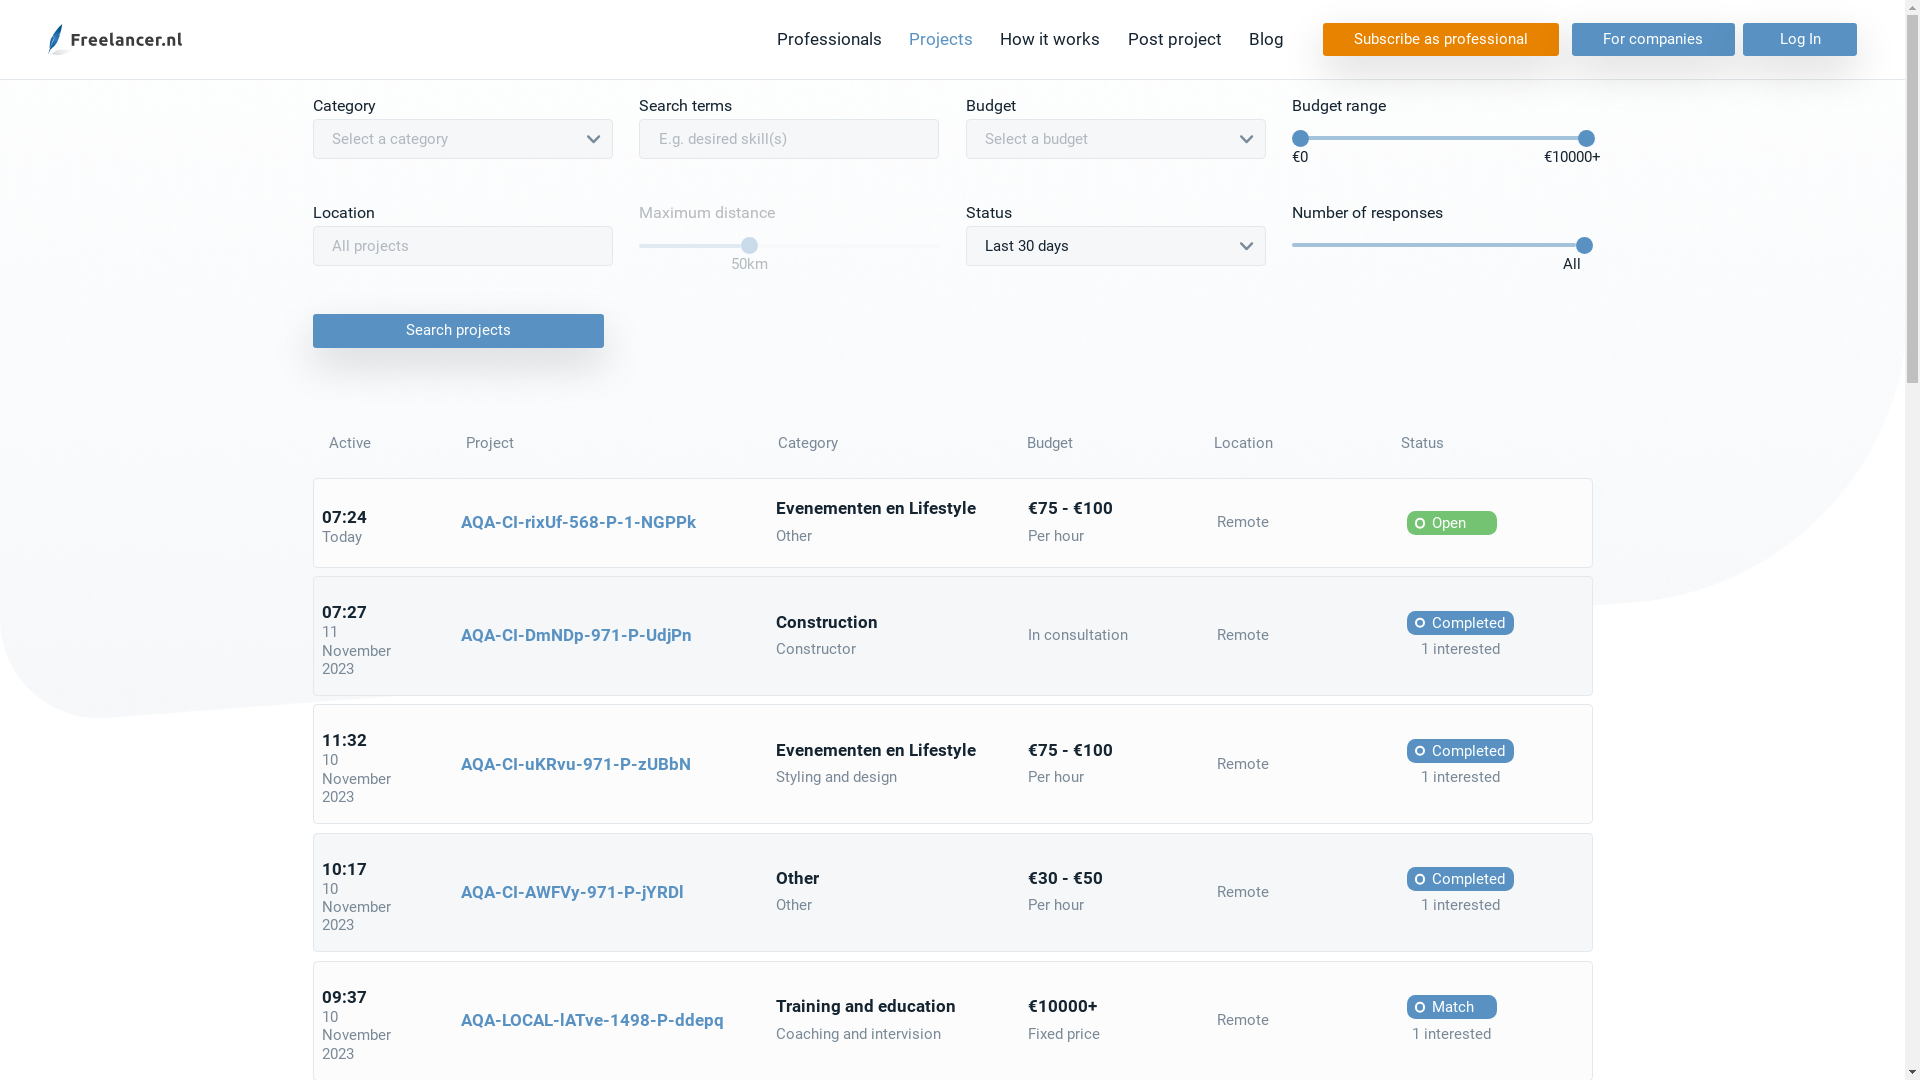 Freelancer.nl
Professionals
Projects
How it works
Post project
Blog
Subscribe as professional
For companies
Log In
Category
Search terms
Budget
Budget range
Select a category
E.g. desired skill(s)
Select a budget
€0
€10000+
Location
Maximum distance
Status
Number of responses
All projects
50km
Last 30 days
All
Search projects
Active
Project
Category
Budget
Location
Status
07:24
Today
AQA-CI-rixUf-568-P-1-NGPPk
Evenementen en Lifestyle
Other
€75 - €100
Per hour
Remote
Open
07:27
11
November
2023
AQA-CI-DmNDp-971-P-UdjPn
Construction
Constructor
In consultation
Remote
Completed
1 interested
11:32
10
November
2023
AQA-CI-uKRvu-971-P-zUBbN
Evenementen en Lifestyle
Styling and design
€75 - €100
Per hour
Remote
Completed
1 interested
10:17
10
November
2023
AQA-CI-AWFVy-971-P-jYRDl
Other
Other
€30 - €50
Per hour
Remote
Completed
1 interested
09:37
10
November
2023
AQA-LOCAL-lATve-1498-P-ddepq
Training and education
Coaching and intervision
€10000+
Fixed price
Remote
Match
1 interested